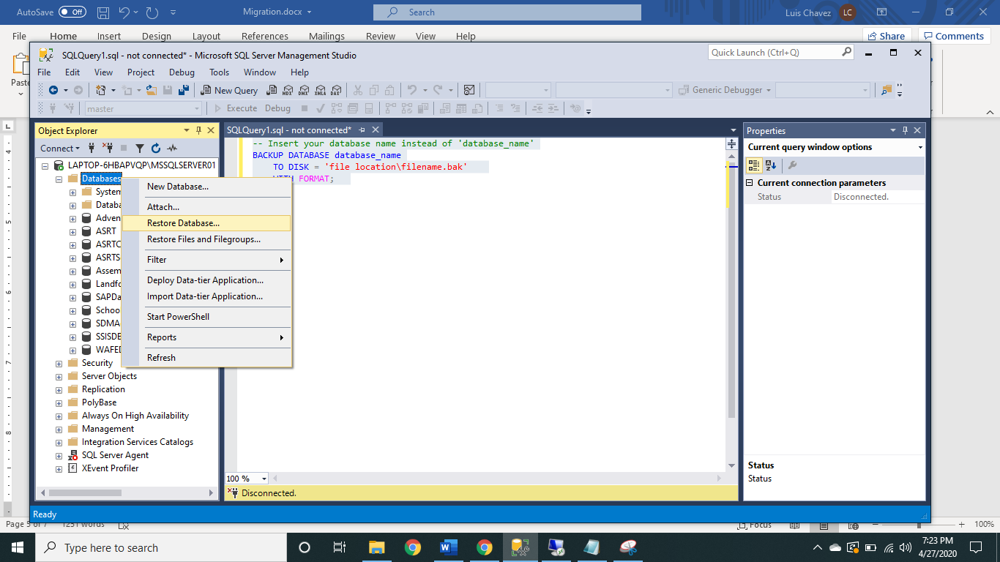 AutoSave Off
Migration.docx
Search
Luis Chavez LC
File Home Insert Design Layout References Mailings Review View Help Share Comments
Paste
SQLQuery1.sql - not connected* - Microsoft SQL Server Management Studio
Quick Launch (Ctrl+Q)
File Edit View Project Debug Tools Window Help
New Query MDX DMX XMLA DAX Generic Debugger
master Execute Debug
Object Explorer
Connect
LAPTOP-6HBAPVQP\MSSQLSERVER01
Databases
System
Databa
Adven
ASRT
ASRTC
ASRTS
Assem
Landfo
SAPDa
Schoo
SDMA
SSISDB
WAFED
Security
Server Objects
Replication
PolyBase
Always On High Availability
Management
Integration Services Catalogs
SQL Server Agent
XEvent Profiler
New Database...
Attach...
Restore Database...
Restore Files and Filegroups...
Filter
Deploy Data-tier Application...
Import Data-tier Application...
Start PowerShell
Reports
Refresh
SQLQuery1.sql - not connected*
-- Insert your database name instead of 'database_name'
BACKUP DATABASE database_name
TO DISK = 'file location\filename.bak'
WITH FORMAT;
100 %
Disconnected.
Properties
Current query window options
Current connection parameters
Status Disconnected.
Status
Status
Ready
Page 5 of 7 1251 words
Focus
100%
Type here to search
7:23 PM
4/27/2020